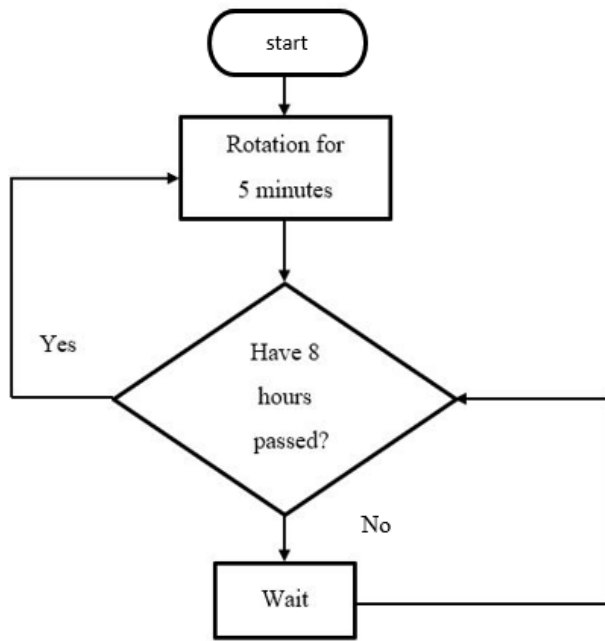 start
Rotation for
5 minutes
Yes
Have 8
hours
passed?
No
Wait